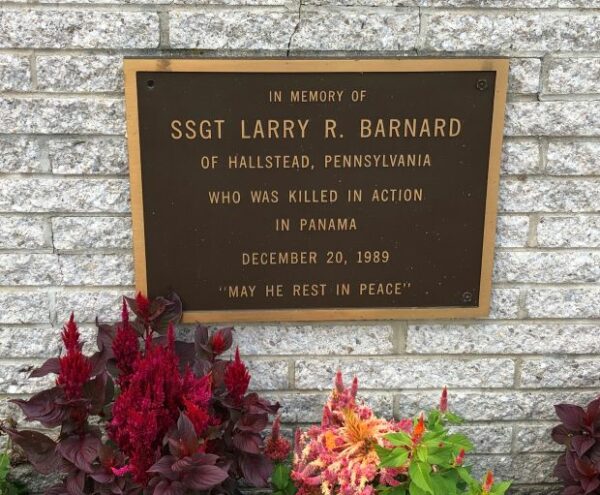 IN MEMORY OF
SSGT LARRY R. BARNARD
OF HALLSTEAD, PENNSYLVANIA
WHO WAS KILLED IN ACTION
IN PANAMA
DECEMBER 20, 1989
"MAY HE REST IN PEACE"